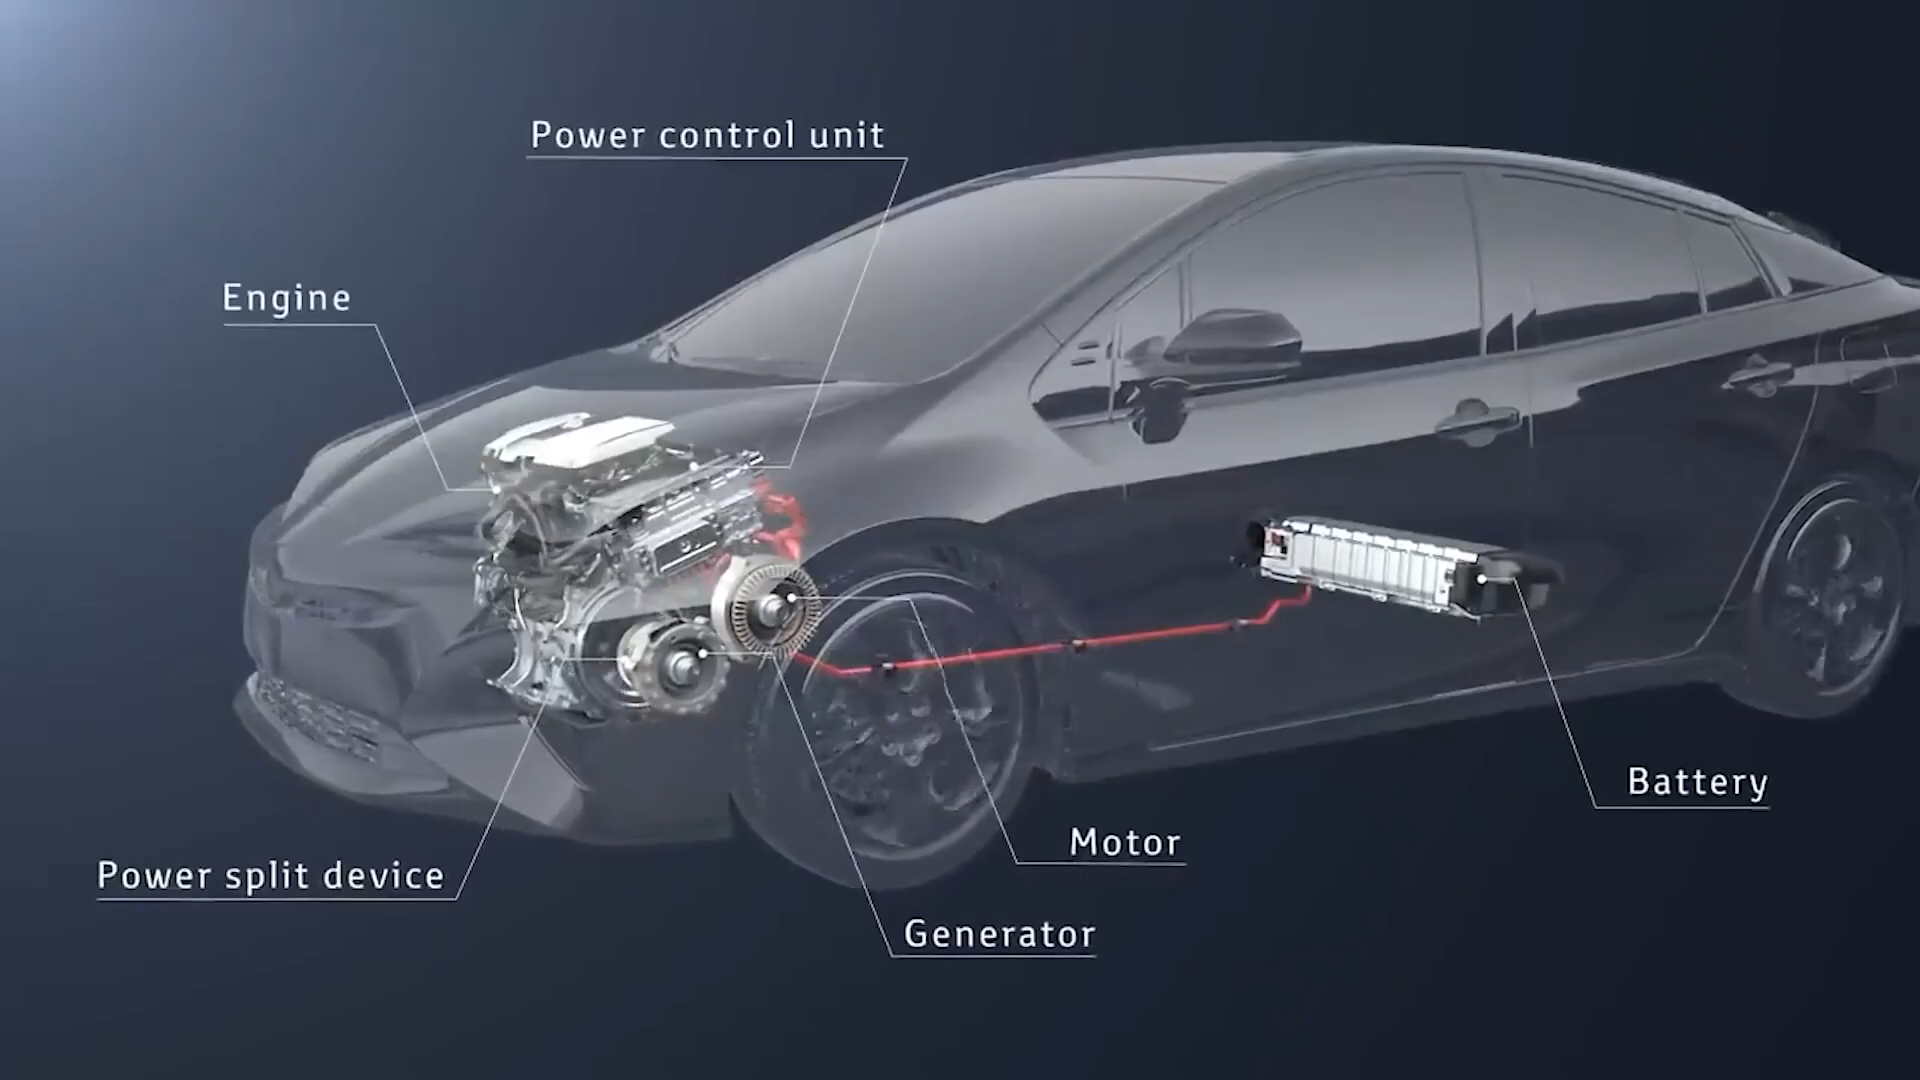 Power control unit
Engine
Battery
Motor
Power split device
Generator